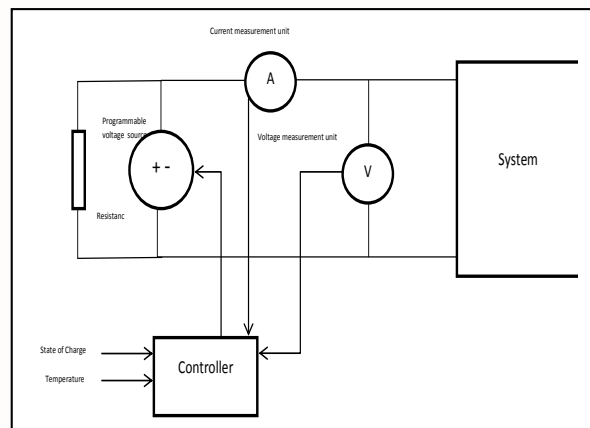 Current measurement unit
A
Programmable
voltage source
Voltage measurement unit
+ -
V
System
Resistanc
State of Charge
Controller
Temperature